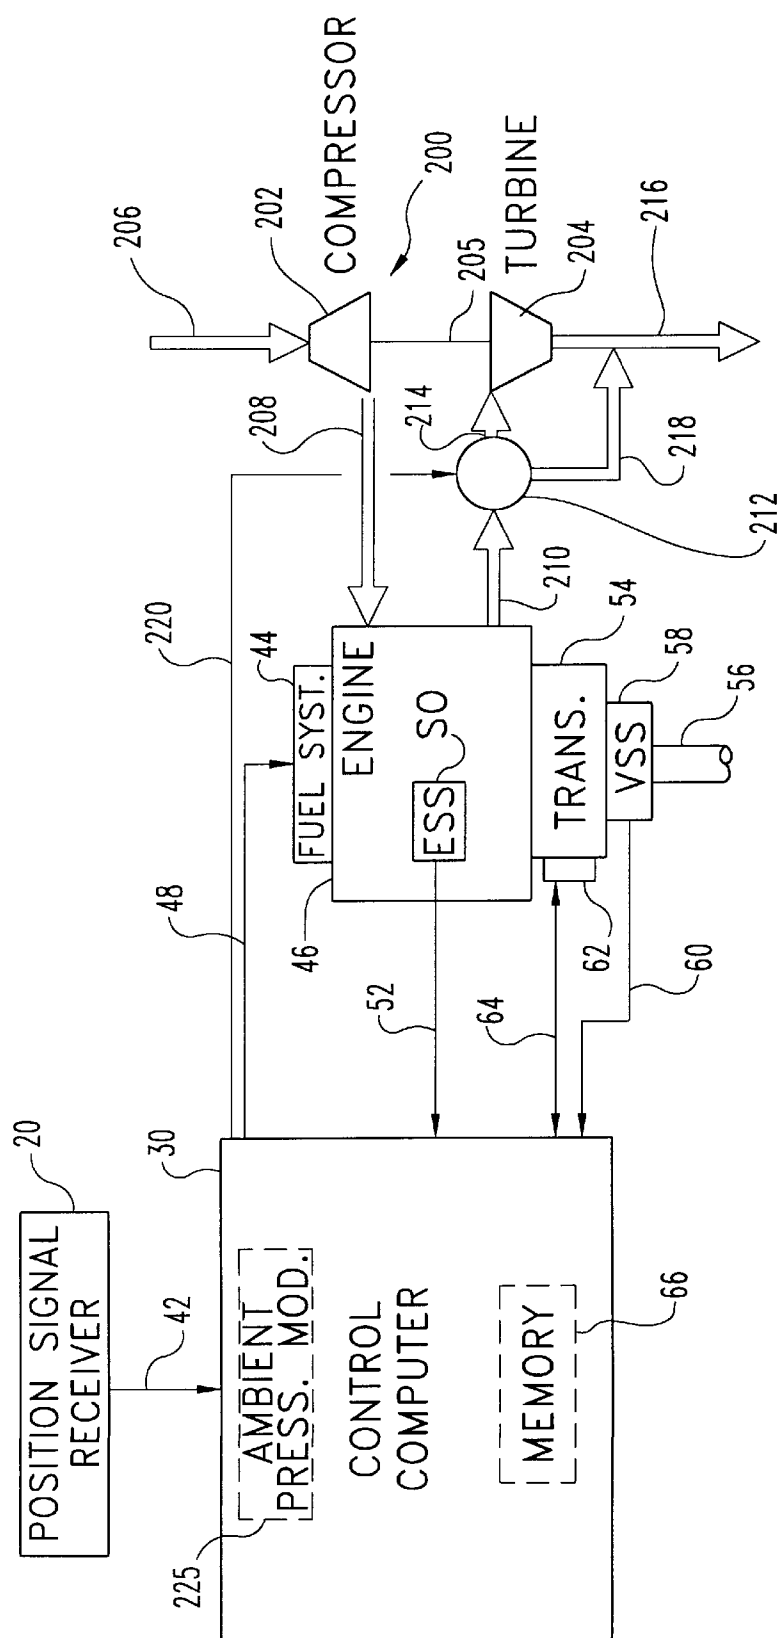 20
POSITION SIGNAL
RECEIVER
42
30
225
AMBIENT
PRESS. MOD.
CONTROL
COMPUTER
MEMORY
66
220
48
44
FUEL SYST.
46
ENGINE
ESS
SO
52
64
62
60
TRANS.
54
VSS
58
56
206
202
COMPRESSOR
200
208
205
TURBINE
204
214
210
212
218
216